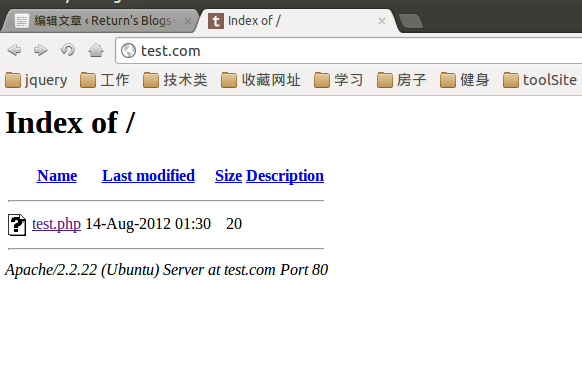 编辑文章 ‹ Return's Blogs Index of /
test.com
jquery 工作 技术类 收藏网址 学习 房子 健身 toolSite
Index of /
Name Last modified Size Description
test.php 14-Aug-2012 01:30 20
Apache/2.2.22 (Ubuntu) Server at test.com Port 80